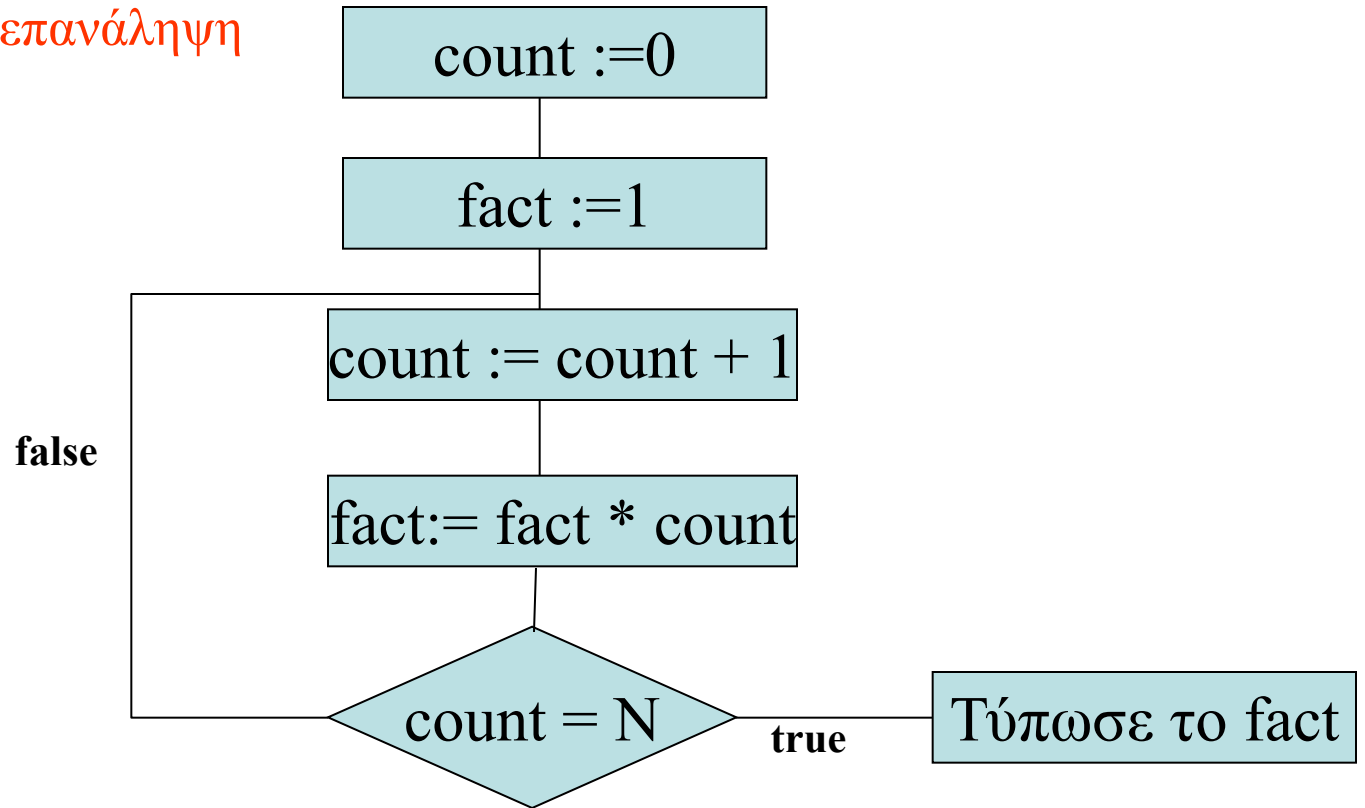 επανάληψη
count :=0
fact :=1
count := count + 1
false
fact:= fact * count
count = N
true
Τύπωσε το fact